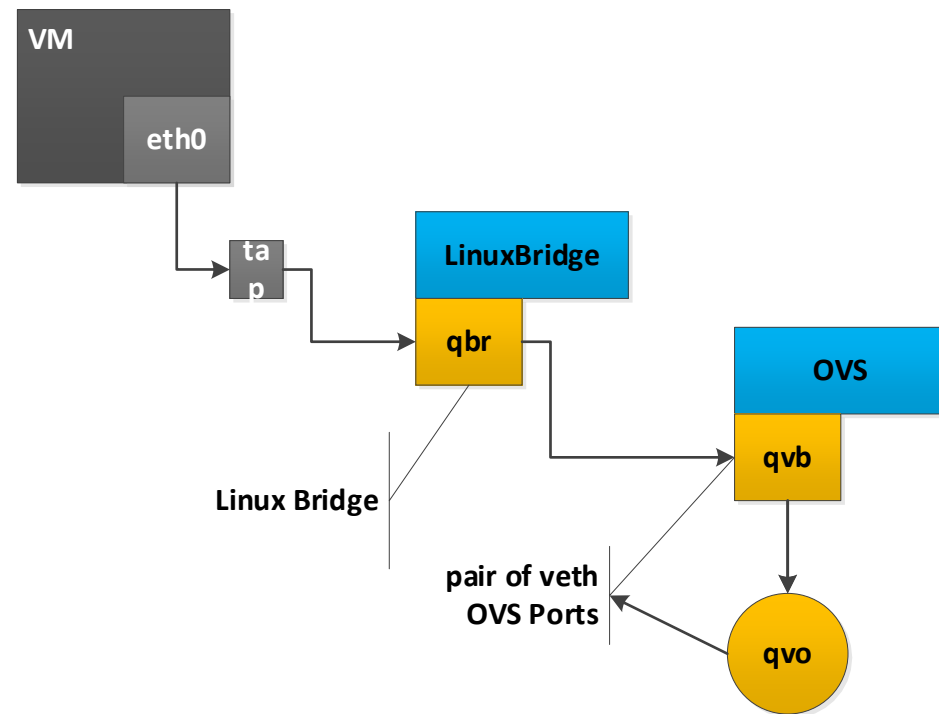 VM
eth0
ta
p
LinuxBridge
qbr
OVS
qvb
Linux Bridge
pair of veth
OVS Ports
qvo